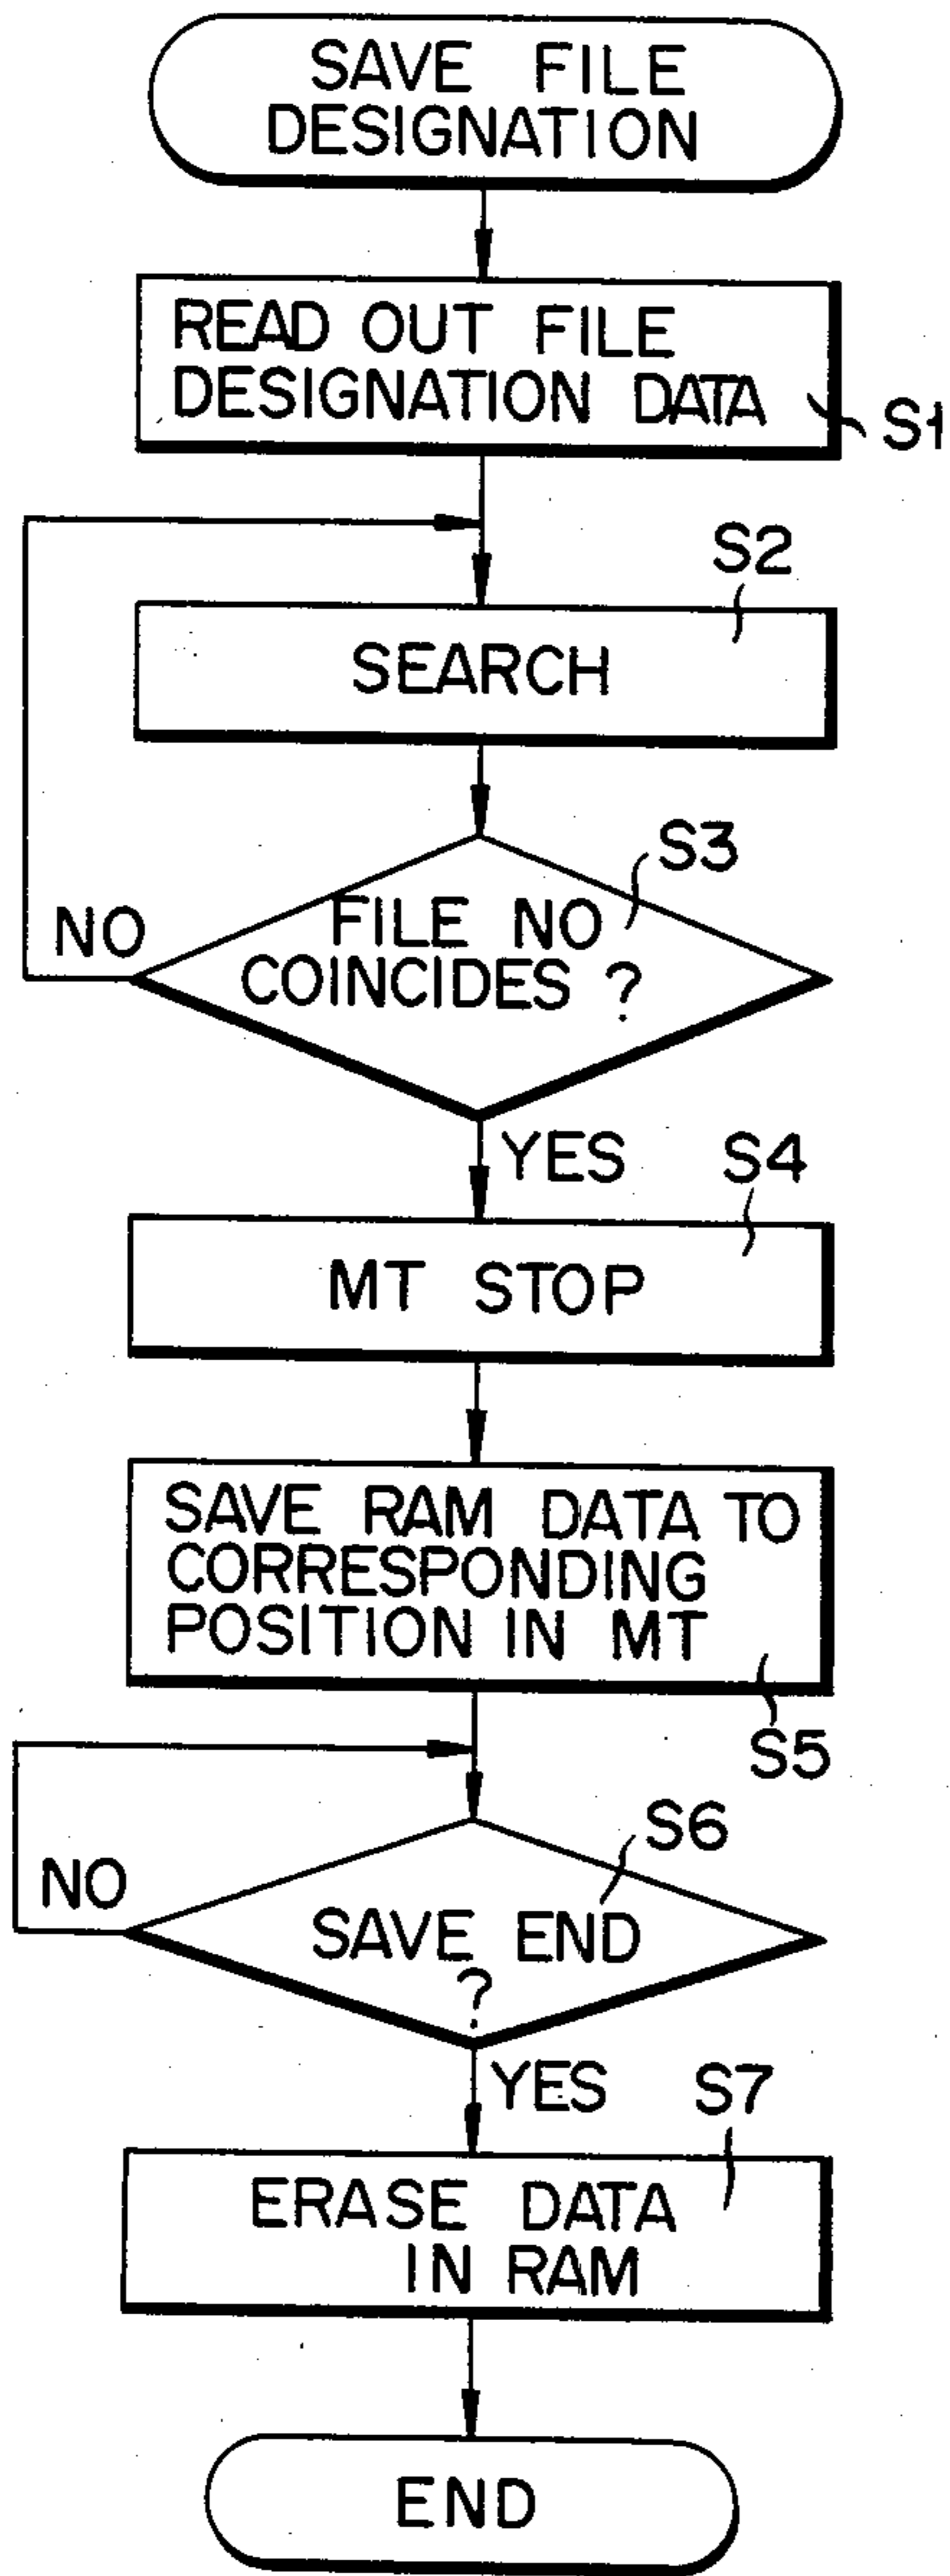 SAVE FILE
DESIGNATION
READ OUT FILE
DESIGNATION DATA
S1
S2
SEARCH
S3
FILE NO
COINCIDES ?
NO
YES
S4
MT STOP
SAVE RAM DATA TO
CORRESPONDING
POSITION IN MT
S5
S6
NO
SAVE END
?
YES
S7
ERASE DATA
IN RAM
END